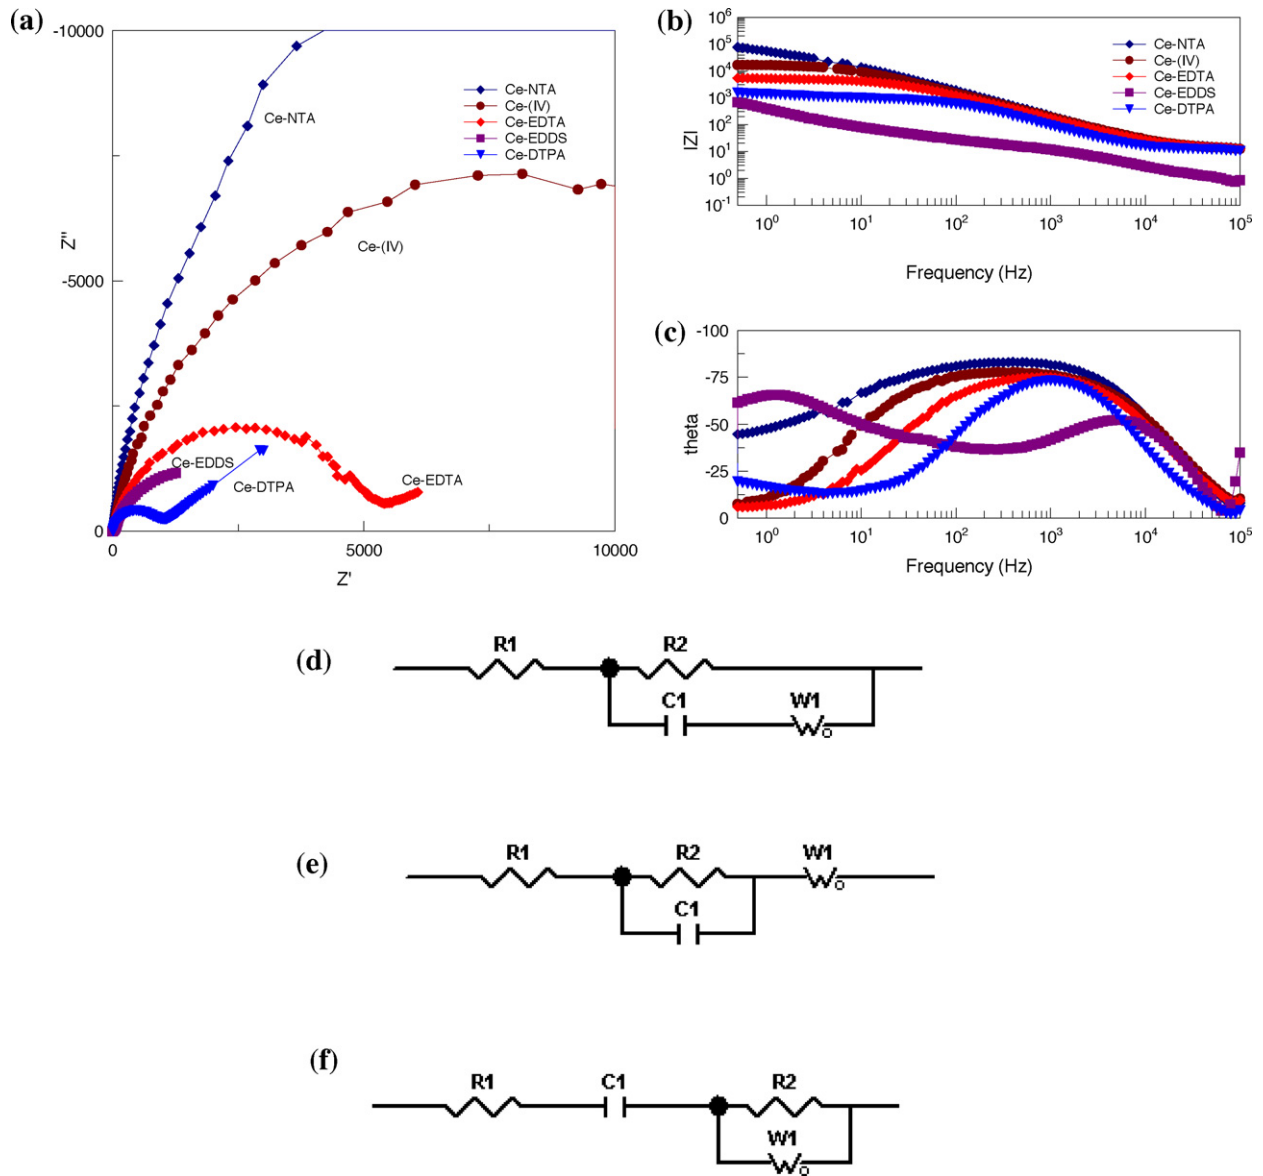 (a)
-10000
-5000
0
Z''
Ce-NTA
Ce-(IV)
Ce-EDTA
Ce-EDDS
Ce-DTPA
Ce-NTA
Ce-(IV)
Ce-EDDS
Ce-DTPA
Ce-EDTA
0 5000 10000
Z'
(b)
10^6
10^5
10^4
10^3
10^2
10^1
10^0
10^-1
|Z|
Ce-NTA
Ce-(IV)
Ce-EDTA
Ce-EDDS
Ce-DTPA
10^0 10^1 10^2 10^3 10^4 10^5
Frequency (Hz)
(c)
-100
-75
-50
-25
0
theta
10^0 10^1 10^2 10^3 10^4 10^5
Frequency (Hz)
(d)
R1 R2
C1 W1
o
(e)
R1 R2 W1
o
C1
(f)
R1 C1 R2
W1
o